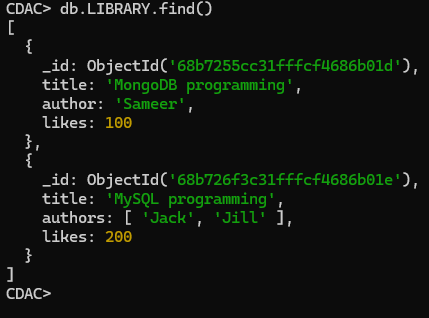 CDAC> db.LIBRARY.find()
[
  {
    _id: ObjectId('68b7255cc31fffcf4686b01d'),
    title: 'MongoDB programming',
    author: 'Sameer',
    likes: 100
  },
  {
    _id: ObjectId('68b726f3c31fffcf4686b01e'),
    title: 'MySQL programming',
    authors: [ 'Jack', 'Jill' ],
    likes: 200
  }
]
CDAC>